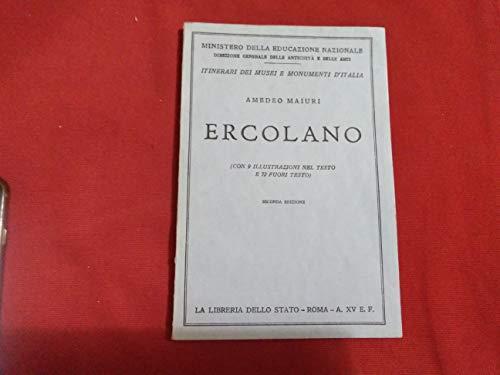 MINISTERO DELLA EDUCAZIONE NAZIONALE
DIREZIONE GENERALE DELLE ANTICHITÀ E DELLE ARTI
ITINERARI DEI MUSEI E MONUMENTI D'ITALIA
AMEDEO MAIURI
ERCOLANO
(CON 9 ILLUSTRAZIONI NEL TESTO
E 72 FUORI TESTO)
SECONDA EDIZIONE
LA LIBRERIA DELLO STATO - ROMA - A. XV E. F.